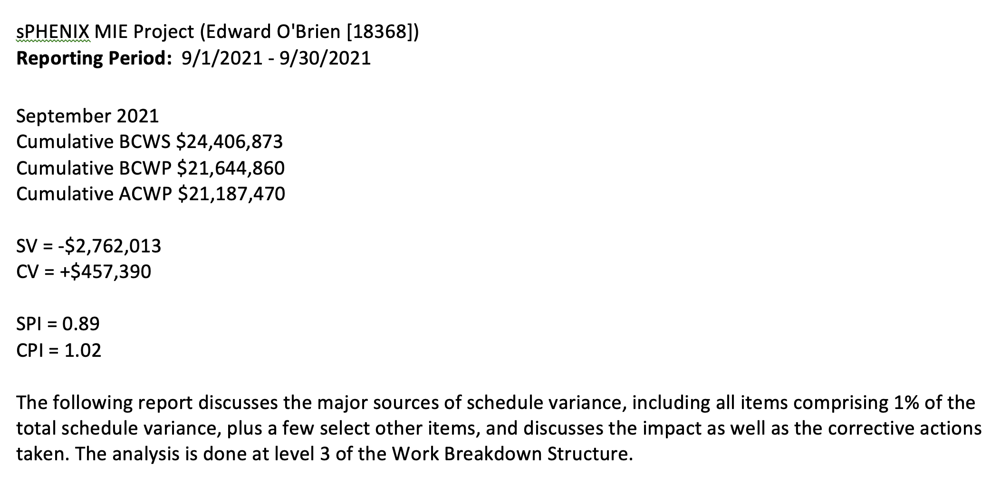 sPHENIX MIE Project (Edward O'Brien [18368])
Reporting Period: 9/1/2021 - 9/30/2021
September 2021
Cumulative BCWS $24,406,873
Cumulative BCWP $21,644,860
Cumulative ACWP $21,187,470
SV = -$2,762,013
CV = +$457,390
SPI = 0.89
CPI = 1.02
The following report discusses the major sources of schedule variance, including all items comprising 1% of the
total schedule variance, plus a few select other items, and discusses the impact as well as the corrective actions
taken. The analysis is done at level 3 of the Work Breakdown Structure.